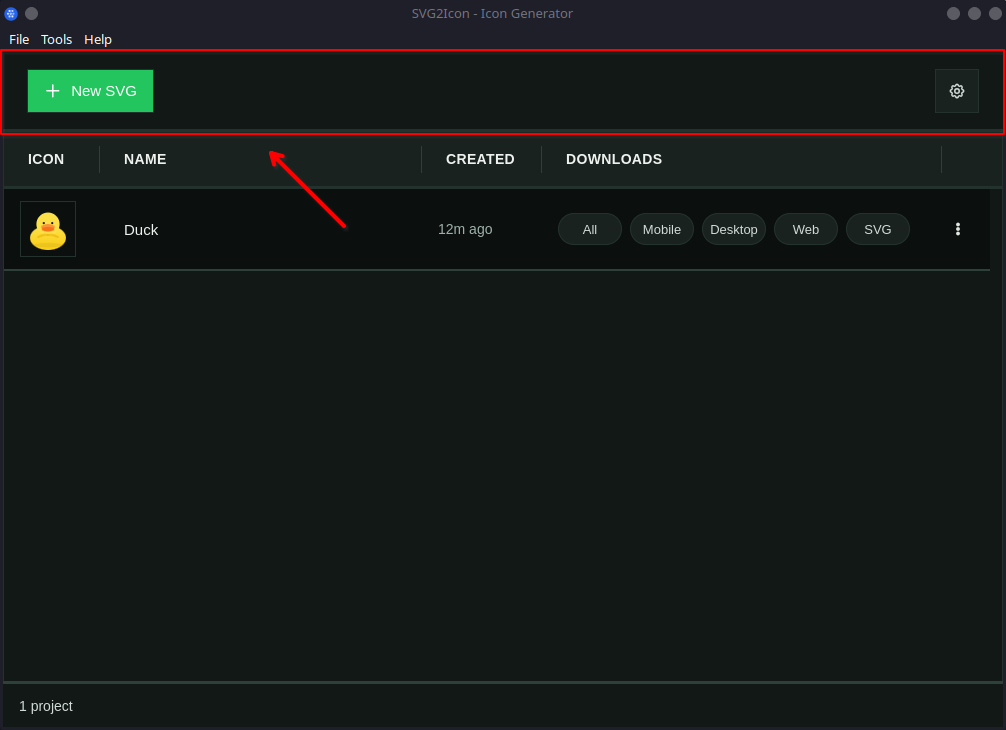 SVG2Icon - Icon Generator
File Tools Help
New SVG
ICON NAME CREATED DOWNLOADS
Duck 12m ago All Mobile Desktop Web SVG
1 project